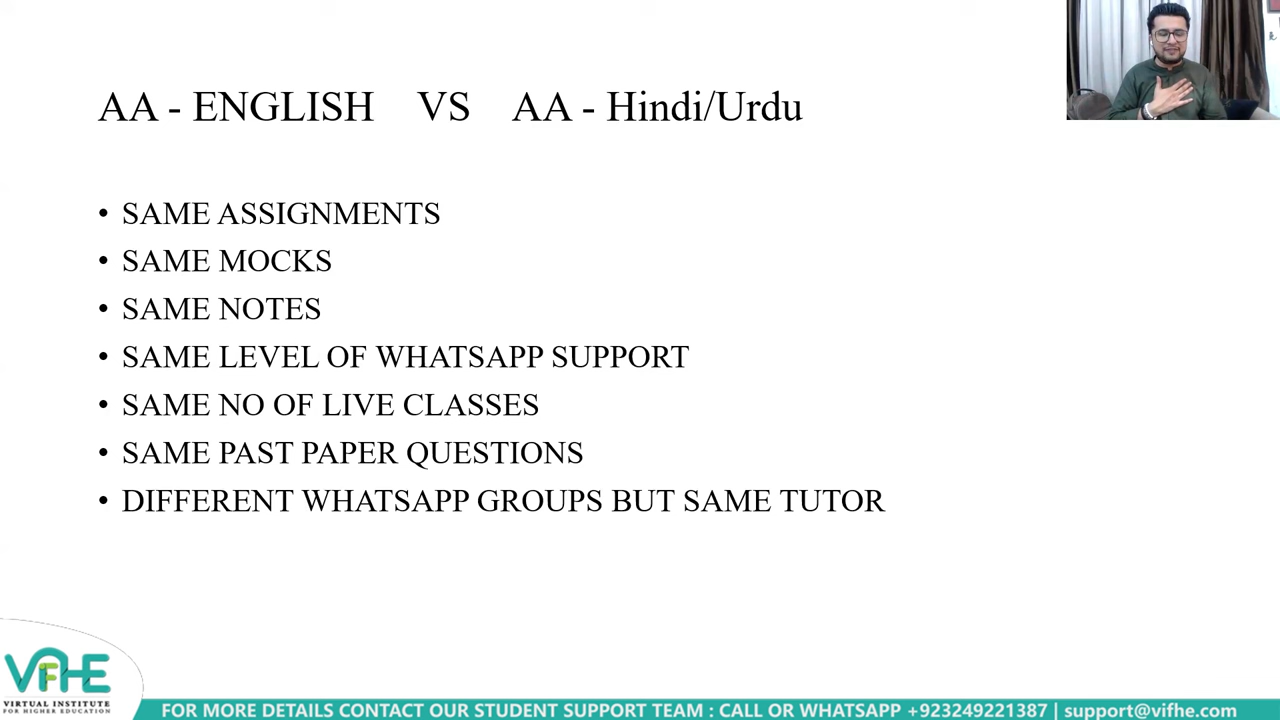 AA - ENGLISH VS AA - Hindi/Urdu
• SAME ASSIGNMENTS
• SAME MOCKS
• SAME NOTES
• SAME LEVEL OF WHATSAPP SUPPORT
• SAME NO OF LIVE CLASSES
• SAME PAST PAPER QUESTIONS
• DIFFERENT WHATSAPP GROUPS BUT SAME TUTOR
VFHE
VIRTUAL INSTITUTE
FOR HIGHER EDUCATION
FOR MORE DETAILS CONTACT OUR STUDENT SUPPORT TEAM : CALL OR WHATSAPP +923249221387 | support@vifhe.com